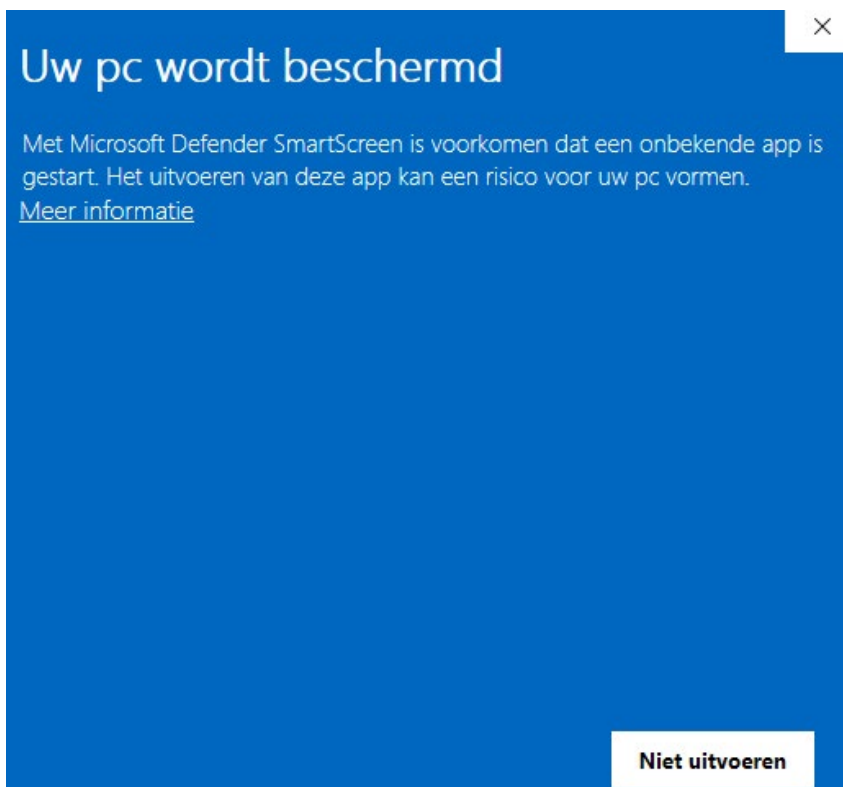 Uw pc wordt beschermd
Met Microsoft Defender SmartScreen is voorkomen dat een onbekende app is
gestart. Het uitvoeren van deze app kan een risico voor uw pc vormen.
Meer informatie
Niet uitvoeren